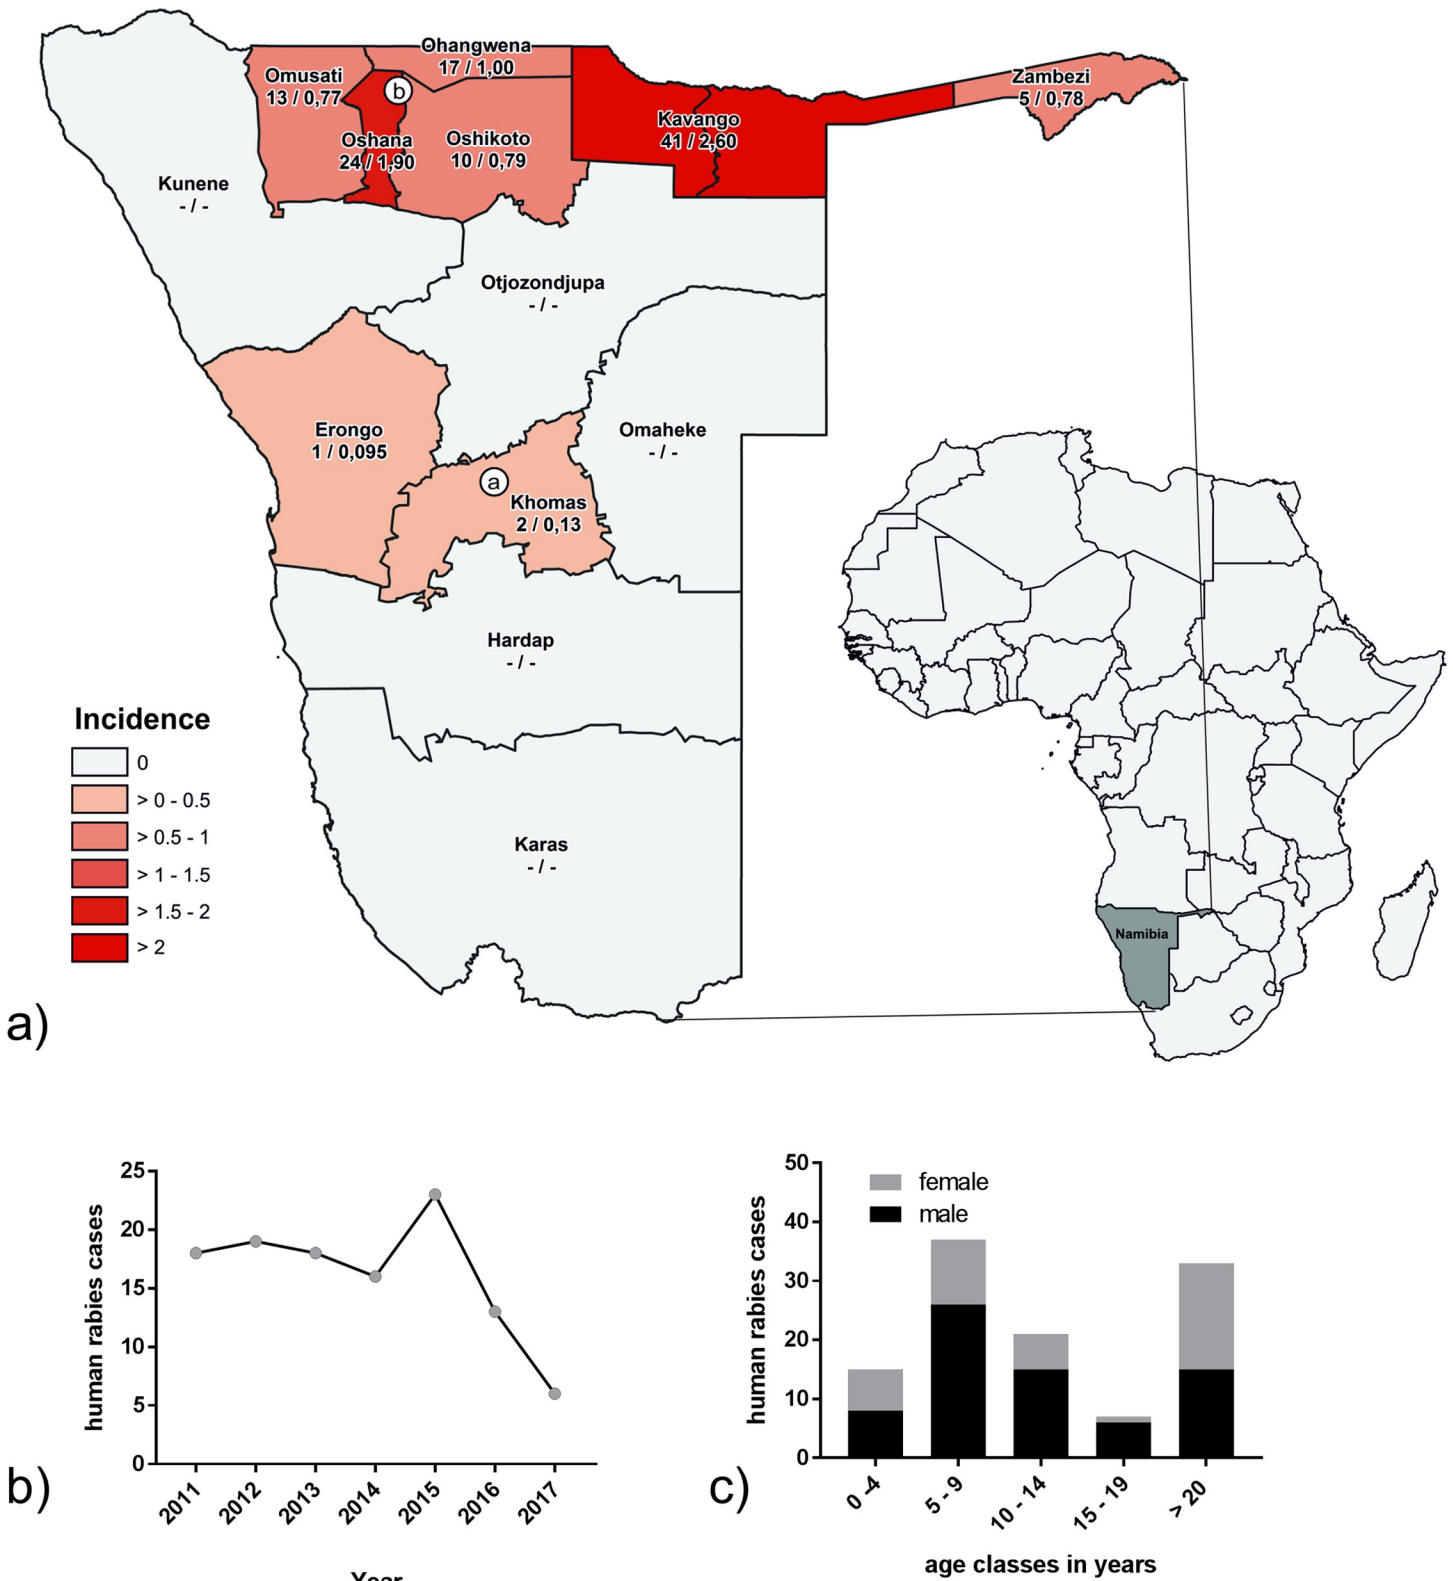 Ohangwena
17 / 1,00
Omusati
13 / 0,77
b
Zambezi
5 / 0,78
Kavango
41 / 2,60
Oshana
24 / 1,90
Oshikoto
10 / 0,79
Kunene
- / -
Otjozondjupa
- / -
Erongo
1 / 0,095
Omaheke
- / -
a
Khomas
2 / 0,13
Hardap
- / -
Karas
- / -
Incidence
0
> 0 - 0.5
> 0.5 - 1
> 1 - 1.5
> 1.5 - 2
> 2
Namibia
a)
human rabies cases
25
20
15
10
5
0
2011
2012
2013
2014
2015
2016
2017
Year
b)
human rabies cases
50
40
30
20
10
0
female
male
0 -4
5 - 9
10 - 14
15 - 19
> 20
age classes in years
c)